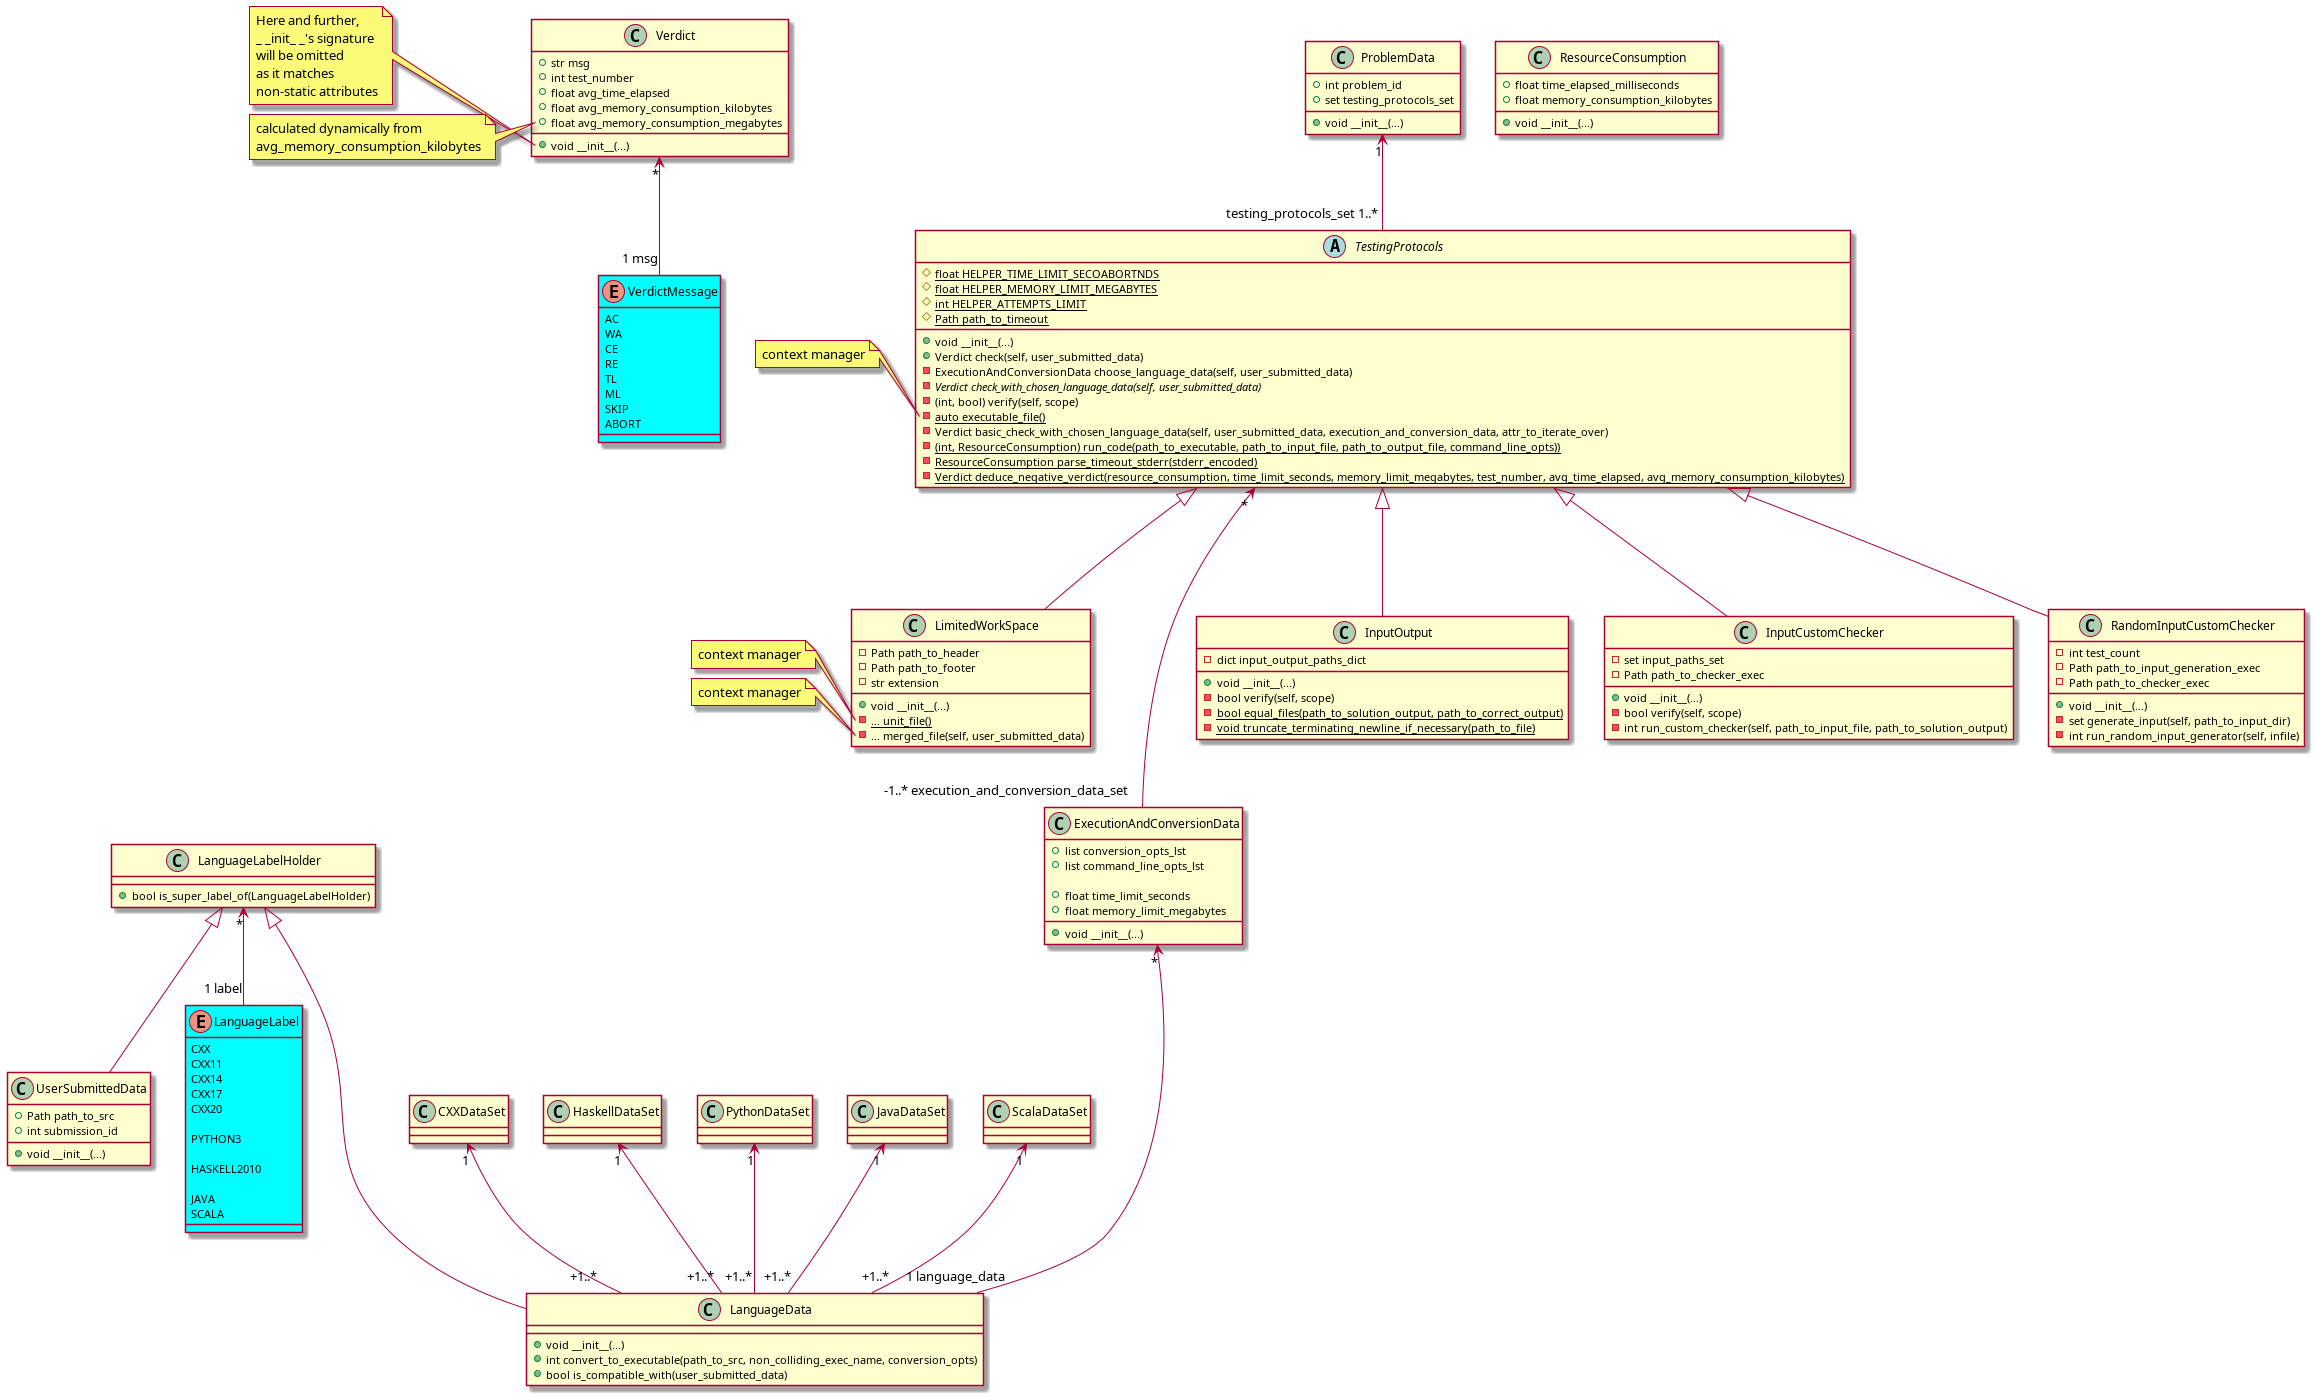 Here and further,
_ _init_ _'s signature
will be omitted
as it matches
non-static attributes
calculated dynamically from
avg_memory_consumption_kilobytes
C Verdict
str msg
int test_number
float avg_time_elapsed
float avg_memory_consumption_kilobytes
float avg_memory_consumption_megabytes
void __init__(...)
*
1 msg
E VerdictMessage
AC
WA
CE
RE
TL
ML
SKIP
ABORT
C ProblemData
int problem_id
set testing_protocols_set
void __init__(...)
1
testing_protocols_set 1..*
C ResourceConsumption
float time_elapsed_milliseconds
float memory_consumption_kilobytes
void __init__(...)
A TestingProtocols
float HELPER_TIME_LIMIT_SECOABORTNDS
float HELPER_MEMORY_LIMIT_MEGABYTES
int HELPER_ATTEMPTS_LIMIT
Path path_to_timeout
void __init__(...)
Verdict check(self, user_submitted_data)
ExecutionAndConversionData choose_language_data(self, user_submitted_data)
Verdict check_with_chosen_language_data(self, user_submitted_data)
(int, bool) verify(self, scope)
auto executable_file()
Verdict basic_check_with_chosen_language_data(self, user_submitted_data, execution_and_conversion_data, attr_to_iterate_over)
(int, ResourceConsumption) run_code(path_to_executable, path_to_input_file, path_to_output_file, command_line_opts))
ResourceConsumption parse_timeout_stderr(stderr_encoded)
Verdict deduce_negative_verdict(resource_consumption, time_limit_seconds, memory_limit_megabytes, test_number, avg_time_elapsed, avg_memory_consumption_kilobytes)
context manager
*
context manager
context manager
C LimitedWorkSpace
Path path_to_header
Path path_to_footer
str extension
void __init__(...)
... unit_file()
... merged_file(self, user_submitted_data)
C InputOutput
dict input_output_paths_dict
void __init__(...)
bool verify(self, scope)
bool equal_files(path_to_solution_output, path_to_correct_output)
void truncate_terminating_newline_if_necessary(path_to_file)
C InputCustomChecker
set input_paths_set
Path path_to_checker_exec
void __init__(...)
bool verify(self, scope)
int run_custom_checker(self, path_to_input_file, path_to_solution_output)
C RandomInputCustomChecker
int test_count
Path path_to_input_generation_exec
Path path_to_checker_exec
void __init__(...)
set generate_input(self, path_to_input_dir)
int run_random_input_generator(self, infile)
-1..* execution_and_conversion_data_set
C ExecutionAndConversionData
list conversion_opts_lst
list command_line_opts_lst
float time_limit_seconds
float memory_limit_megabytes
void __init__(...)
*
C LanguageLabelHolder
bool is_super_label_of(LanguageLabelHolder)
*
1 label
C UserSubmittedData
Path path_to_src
int submission_id
void __init__(...)
E LanguageLabel
CXX
CXX11
CXX14
CXX17
CXX20
PYTHON3
HASKELL2010
JAVA
SCALA
C CXXDataSet
C HaskellDataSet
C PythonDataSet
C JavaDataSet
C ScalaDataSet
1
1
1
1
1
+1..*
+1..*
+1..*
+1..*
+1..*
1 language_data
C LanguageData
void __init__(...)
int convert_to_executable(path_to_src, non_colliding_exec_name, conversion_opts)
bool is_compatible_with(user_submitted_data)